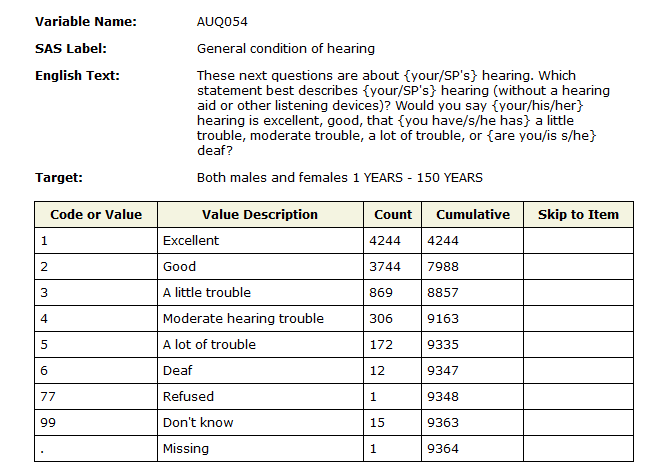 Variable Name: AUQ054
SAS Label: General condition of hearing
English Text: These next questions are about {your/SP's} hearing. Which
statement best describes {your/SP's} hearing (without a hearing
aid or other listening devices)? Would you say {your/his/her}
hearing is excellent, good, that {you have/s/he has} a little
trouble, moderate trouble, a lot of trouble, or {are you/is s/he}
deaf?
Target: Both males and females 1 YEARS - 150 YEARS
Code or Value Value Description Count Cumulative Skip to Item
1 Excellent 4244 4244
2 Good 3744 7988
3 A little trouble 869 8857
4 Moderate hearing trouble 306 9163
5 A lot of trouble 172 9335
6 Deaf 12 9347
77 Refused 1 9348
99 Don't know 15 9363
. Missing 1 9364